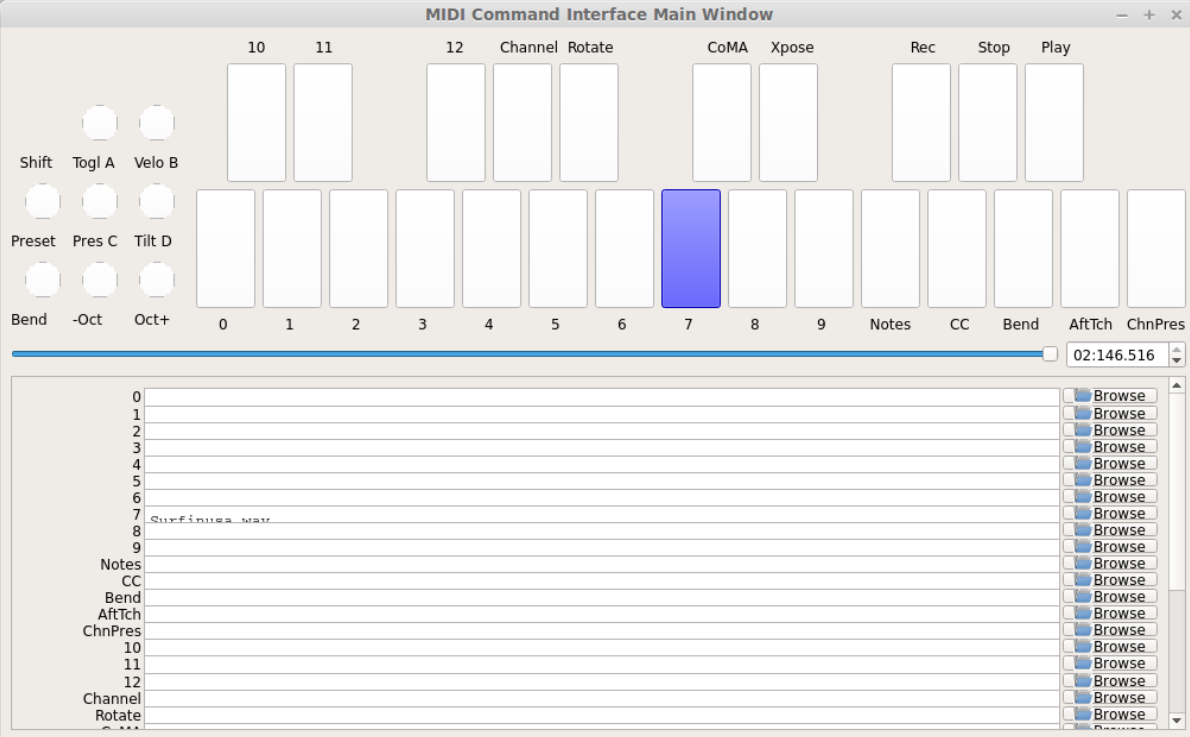 MIDI Command Interface Main Window
10 11 12 Channel Rotate CoMA Xpose Rec Stop Play
Shift Togl A Velo B
Preset Pres C Tilt D
Bend -Oct Oct+
0 1 2 3 4 5 6 7 8 9 Notes CC Bend AftTch ChnPres
02:146.516
0 Browse
1 Browse
2 Browse
3 Browse
4 Browse
5 Browse
6 Browse
7 Surfinusa.wav Browse
8 Browse
9 Browse
Notes Browse
CC Browse
Bend Browse
AftTch Browse
ChnPres Browse
10 Browse
11 Browse
12 Browse
Channel Browse
Rotate Browse
CoMA Browse